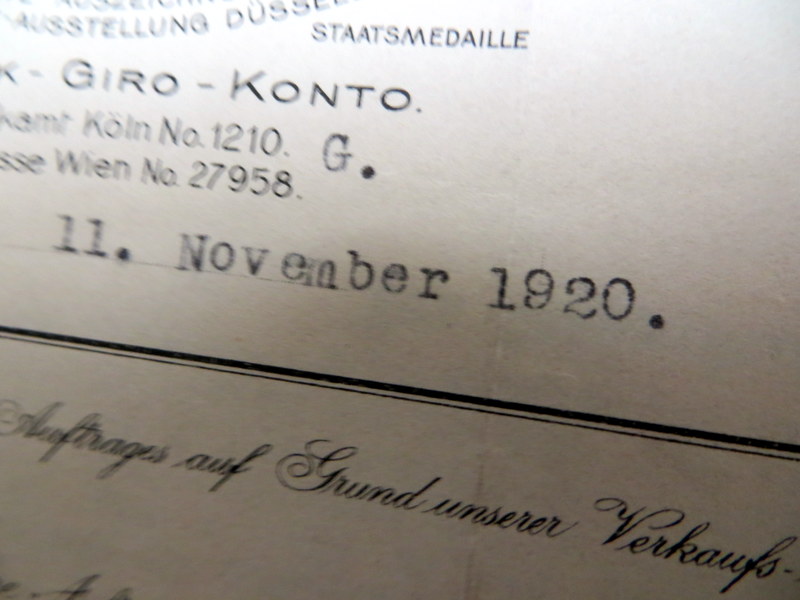 AUSSTELLUNG DÜSSEL
STAATSMEDAILLE
K-GIRO-KONTO.
kamt Köln No. 1210. G.
sse Wien No. 27958.
11. November 1920.
Auftrages auf Grund unserer Verkaufs-